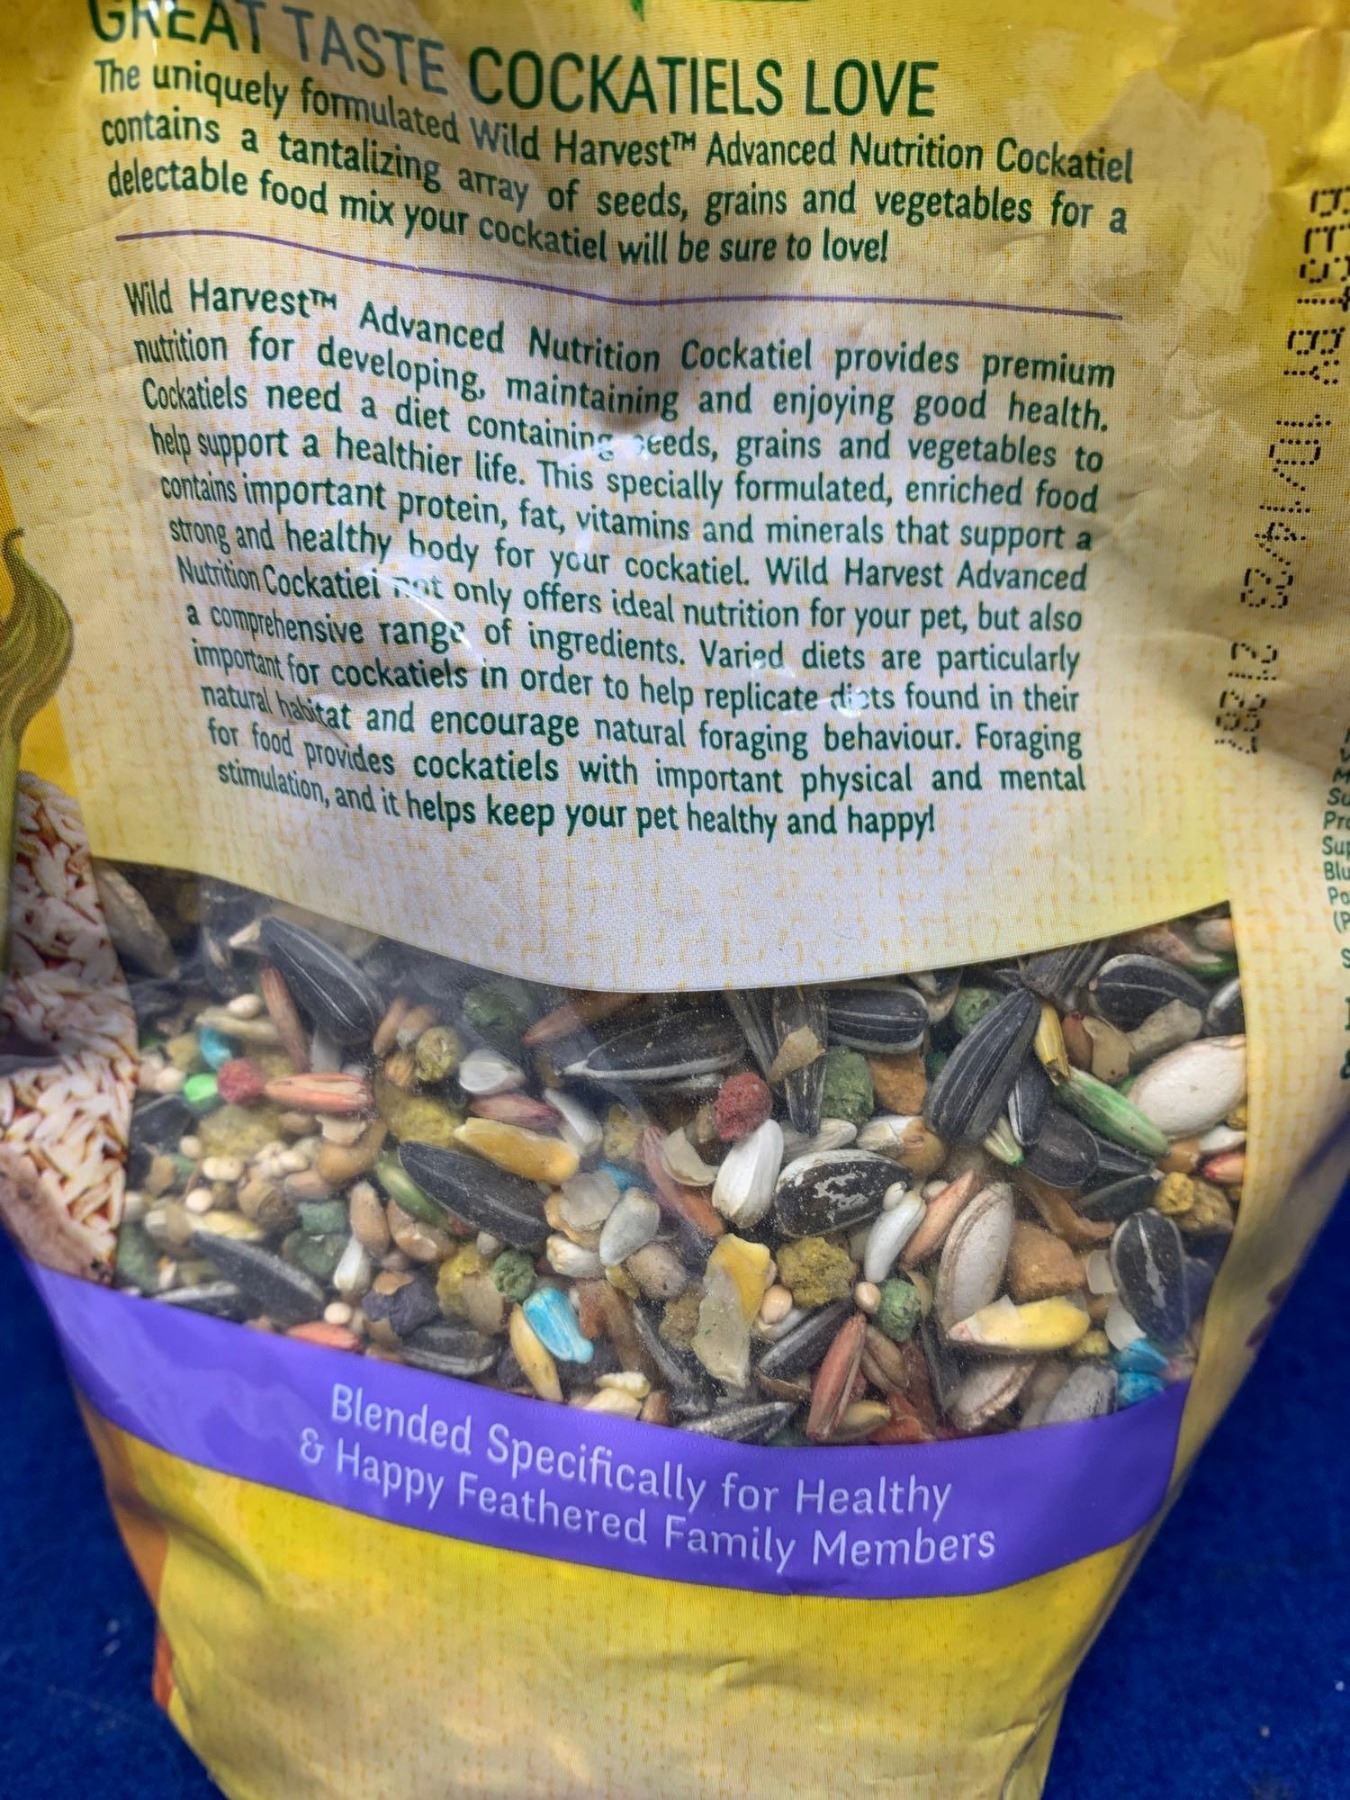 GREAT TASTE COCKATIELS LOVE
The uniquely formulated Wild Harvest™ Advanced Nutrition Cockatiel
contains a tantalizing array of seeds, grains and vegetables for a
delectable food mix your cockatiel will be sure to love!
Wild Harvest™ Advanced Nutrition Cockatiel provides premium
nutrition for developing, maintaining and enjoying good health.
Cockatiels need a diet containing seeds, grains and vegetables to
help support a healthier life. This specially formulated, enriched food
contains important protein, fat, vitamins and minerals that support a
strong and healthy body for your cockatiel. Wild Harvest Advanced
Nutrition Cockatiel not only offers ideal nutrition for your pet, but also
a comprehensive range of ingredients. Varied diets are particularly
important for cockatiels in order to help replicate diets found in their
natural habitat and encourage natural foraging behaviour. Foraging
for food provides cockatiels with important physical and mental
stimulation, and it helps keep your pet healthy and happy!
Blended Specifically for Healthy
& Happy Feathered Family Members
BEST BY 10/18/23